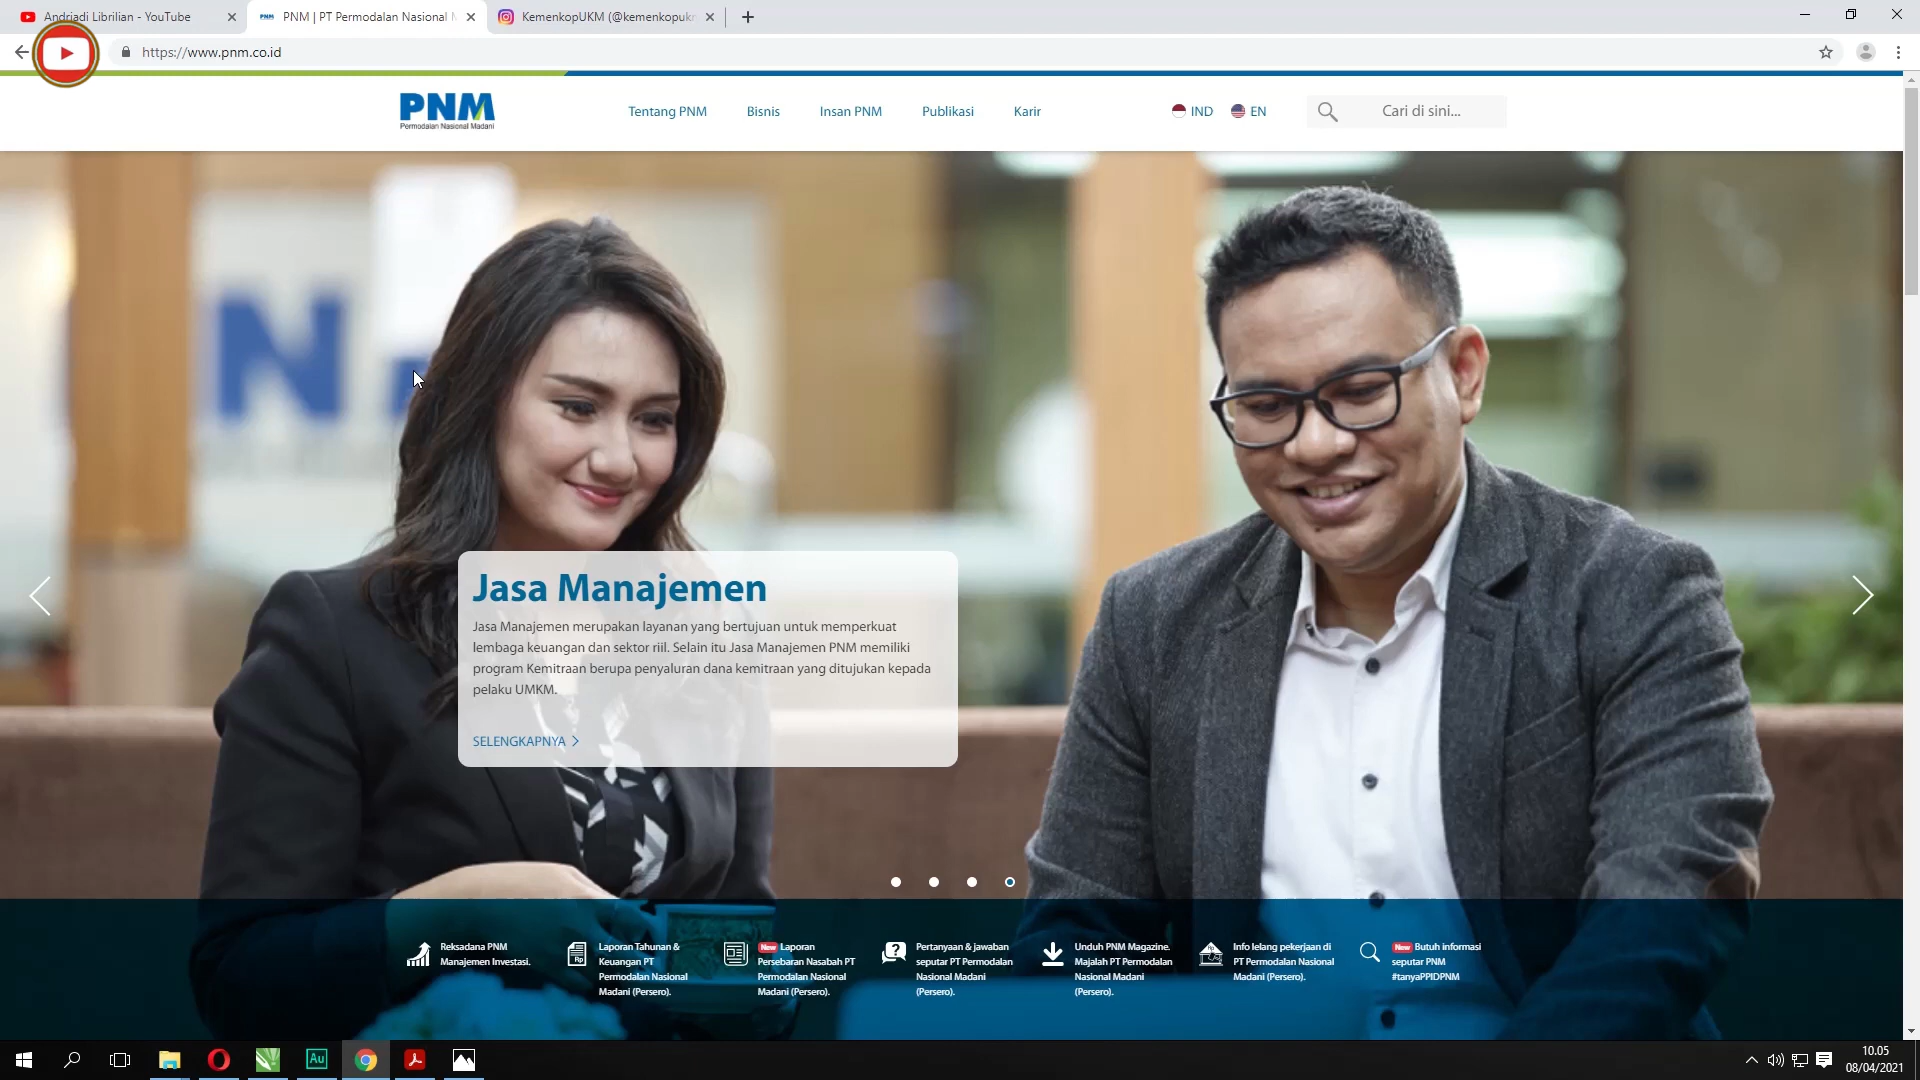 Andriadi Librilian - YouTube
PNM | PT Permodalan Nasional M
KemenkopUKM (@kemenkopukm
https://www.pnm.co.id
PNM
Permodalan Nasional Madani
Tentang PNM
Bisnis
Insan PNM
Publikasi
Karir
IND
EN
Cari di sini...
N
Jasa Manajemen
Jasa Manajemen merupakan layanan yang bertujuan untuk memperkuat
lembaga keuangan dan sektor riil. Selain itu Jasa Manajemen PNM memiliki
program Kemitraan berupa penyaluran dana kemitraan yang ditujukan kepada
pelaku UMKM.
SELENGKAPNYA
Reksadana PNM
Manajemen Investasi.
Laporan Tahunan &
Keuangan PT
Permodalan Nasional
Madani (Persero).
New Laporan
Persebaran Nasabah PT
Permodalan Nasional
Madani (Persero).
Pertanyaan & jawaban
seputar PT Permodalan
Nasional Madani
(Persero).
Unduh PNM Magazine.
Majalah PT Permodalan
Nasional Madani
(Persero).
Info lelang pekerjaan di
PT Permodalan Nasional
Madani (Persero).
New Butuh informasi
seputar PNM
#tanyaPPIDPNM
Au
10.05
08/04/2021